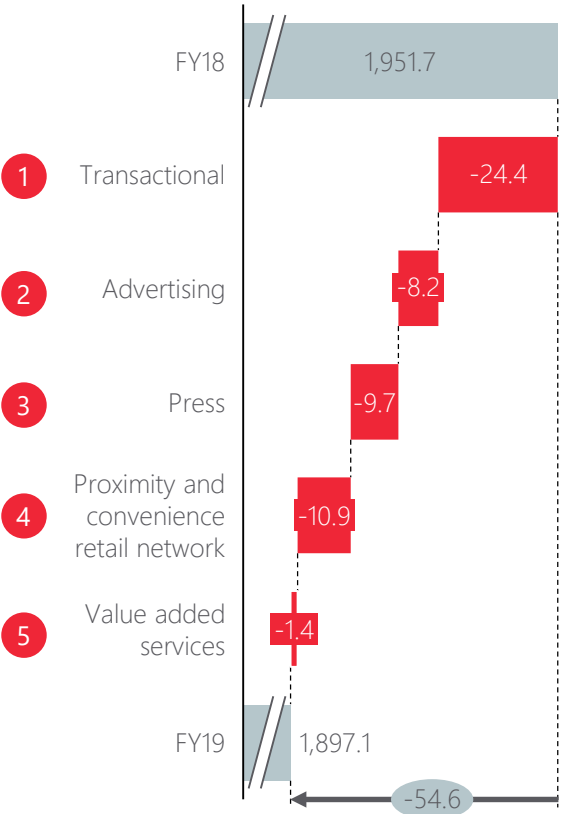 FY18
1,951.7
1
Transactional
-24.4
2
Advertising
-8.2
3
Press
-9.7
4
Proximity and
convenience
retail network
-10.9
5
Value added
services
-1.4
FY19
1,897.1
-54.6